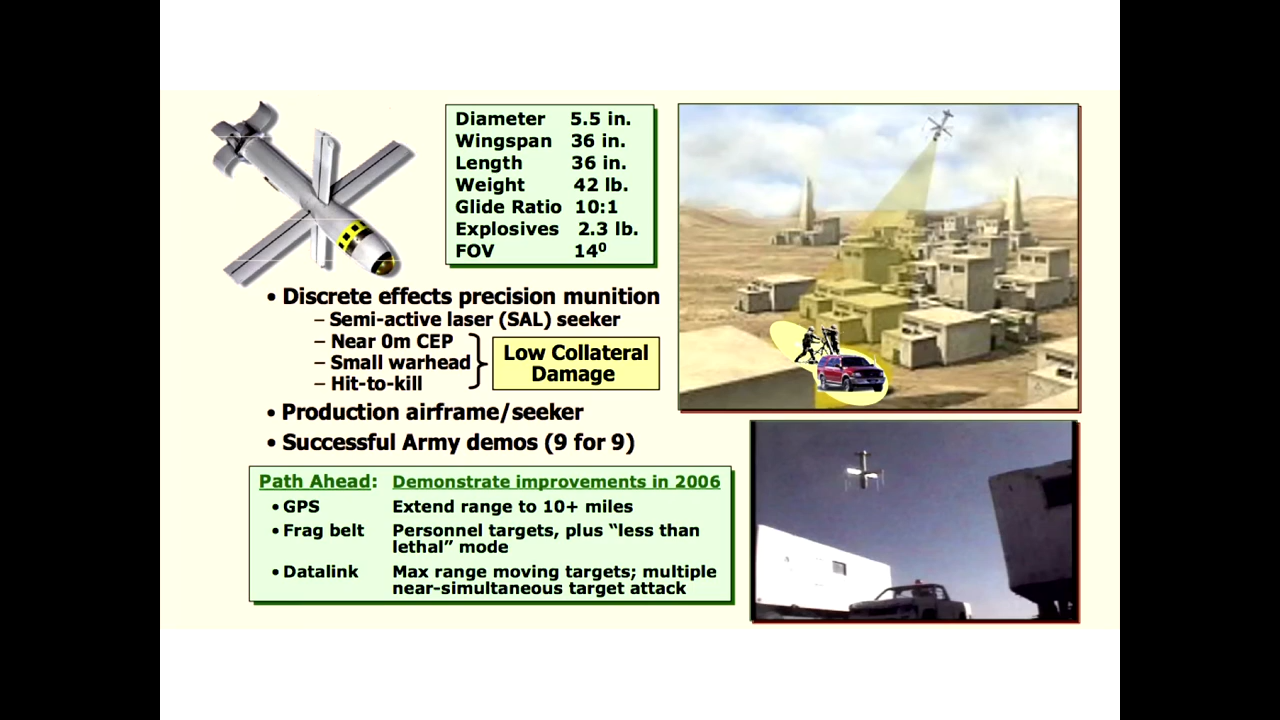 Diameter 5.5 in.
Wingspan 36 in.
Length 36 in.
Weight 42 lb.
Glide Ratio 10:1
Explosives 2.3 lb.
FOV 14⁰
• Discrete effects precision munition
– Semi-active laser (SAL) seeker
– Near 0m CEP
– Small warhead
– Hit-to-kill
Low Collateral
Damage
• Production airframe/seeker
• Successful Army demos (9 for 9)
Path Ahead: Demonstrate improvements in 2006
• GPS Extend range to 10+ miles
• Frag belt Personnel targets, plus “less than
lethal” mode
• Datalink Max range moving targets; multiple
near-simultaneous target attack